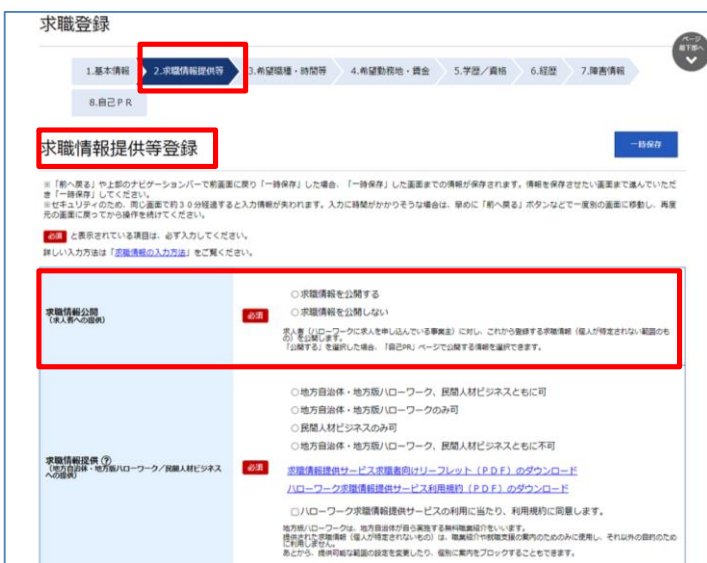 求職登録
ページ
最下部へ
1.基本情報
2.求職情報提供等
3.希望職種・時間等
4.希望勤務地・賃金
5.学歴／資格
6.経歴
7.障害情報
8.自己ＰＲ
求職情報提供等登録
一時保存
※「前へ戻る」や上部のナビゲーションバーで前画面に戻り「一時保存」した場合、「一時保存」した画面までの情報が保存されます。情報を保存させたい画面まで進んでいただ
き「一時保存」してください。
※セキュリティのため、同じ画面で約３０分経過すると入力情報が失われます。入力に時間がかかりそうな場合は、早めに「前へ戻る」ボタンなどで一度別の画面に移動し、再度
元の画面に戻ってから操作を続けてください。
必須 と表示されている項目は、必ず入力してください。
詳しい入力方法は「求職情報の入力方法」をご覧ください。
求職情報公開
（求人者への提供）
必須
○求職情報を公開する
○求職情報を公開しない
求人者（ハローワークに求人を申し込んでいる事業主）に対し、これから登録する求職情報（個人が特定されない範囲のも
の）を公開します。
「公開する」を選択した場合、「自己PR」ページで公開する情報を選択できます。
求職情報提供 ?
（地方自治体・地方版ハローワーク／民間人材ビジネス
への提供）
必須
○地方自治体・地方版ハローワーク、民間人材ビジネスともに可
○地方自治体・地方版ハローワークのみ可
○民間人材ビジネスのみ可
○地方自治体・地方版ハローワーク、民間人材ビジネスともに不可
求職情報提供サービス求職者向けリーフレット（ＰＤＦ）のダウンロード
ハローワーク求職情報提供サービス利用規約（ＰＤＦ）のダウンロード
□ハローワーク求職情報提供サービスの利用に当たり、利用規約に同意します。
地方版ハローワークは、地方自治体が自ら実施する無料職業紹介をいいます。
提供された求職情報（個人が特定されないもの）は、職業紹介や就職支援の案内のためのみに使用し、それ以外の目的のため
に利用しません。
あとから、提供可能な範囲の設定を変更したり、個別に案内をブロックすることもできます。